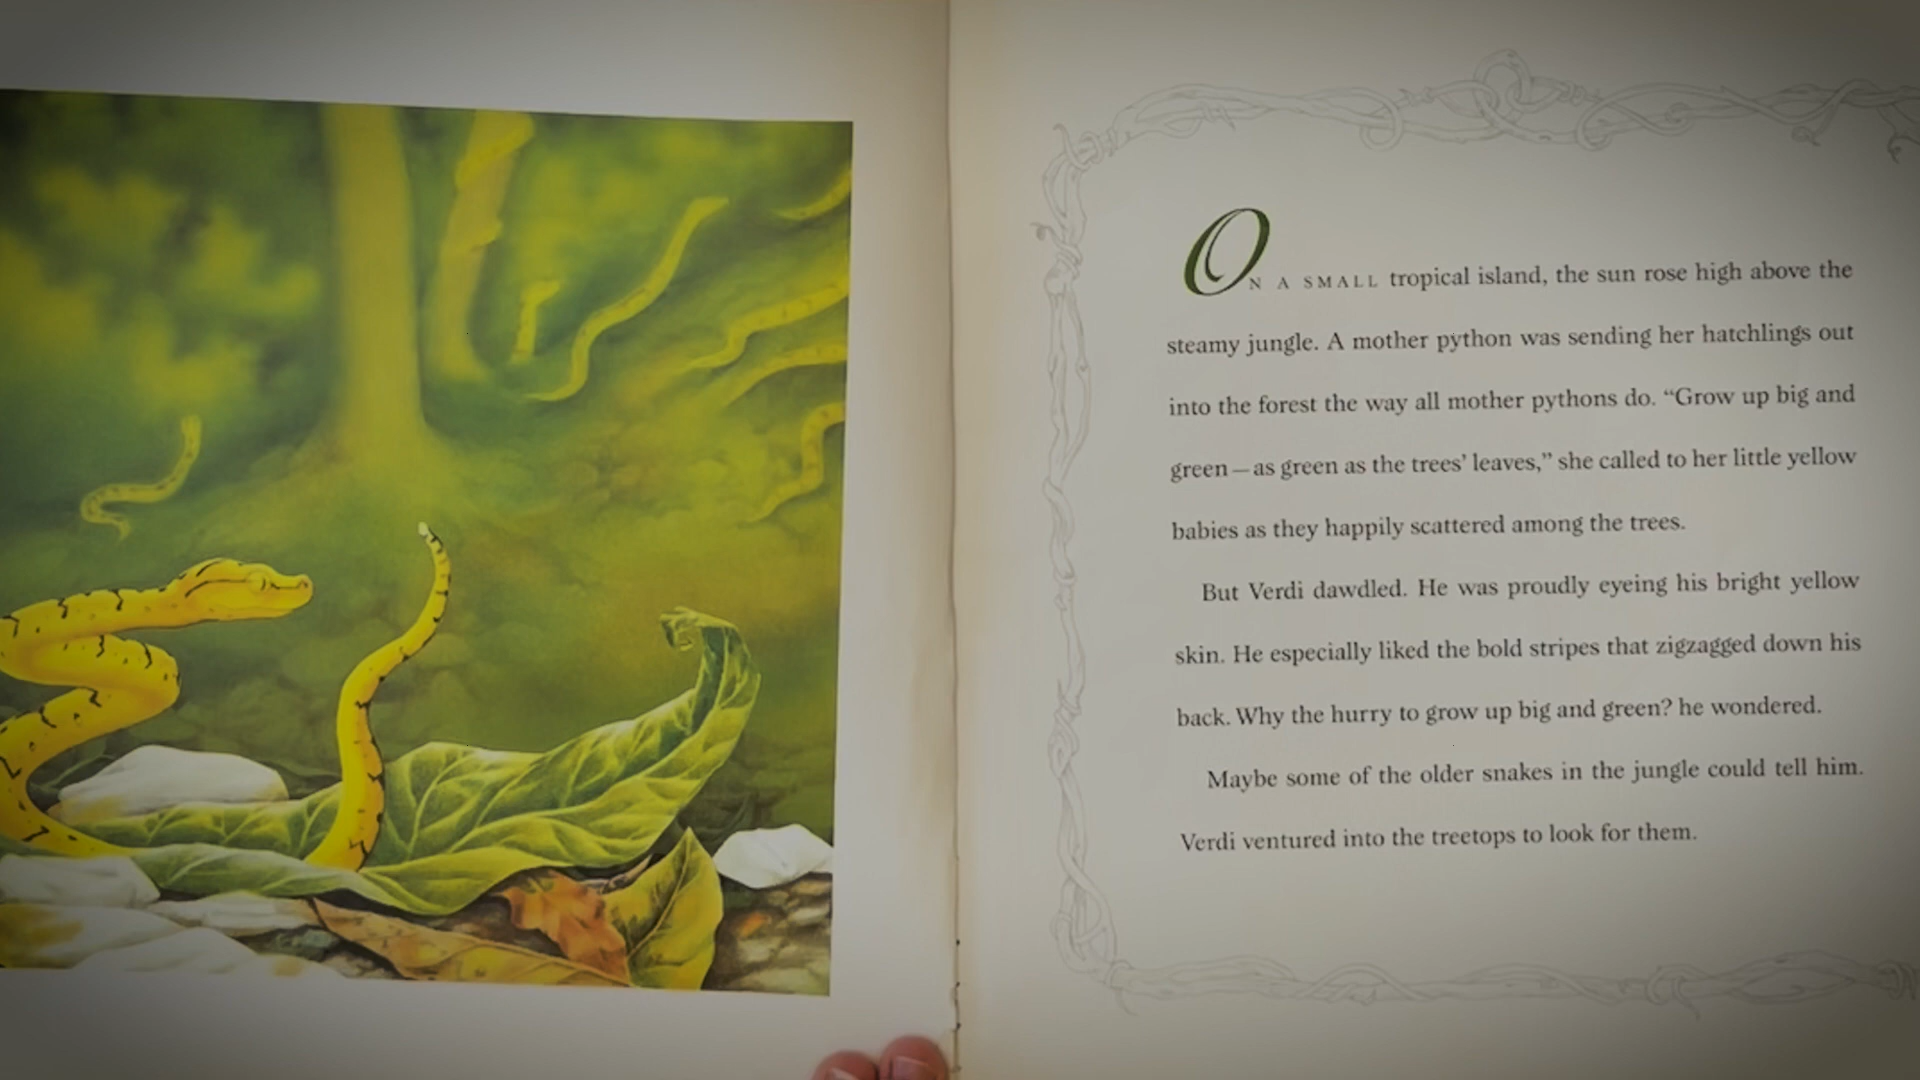 ON A SMALL tropical island, the sun rose high above the
steamy jungle. A mother python was sending her hatchlings out
into the forest the way all mother pythons do. “Grow up big and
green—as green as the trees’ leaves,” she called to her little yellow
babies as they happily scattered among the trees.
But Verdi dawdled. He was proudly eyeing his bright yellow
skin. He especially liked the bold stripes that zigzagged down his
back. Why the hurry to grow up big and green? he wondered.
Maybe some of the older snakes in the jungle could tell him.
Verdi ventured into the treetops to look for them.